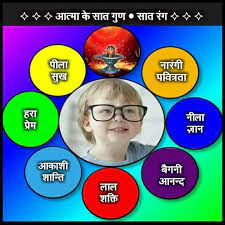 ✧ ✧ ✧ आत्मा के सात गुण ● सात रंग ✧ ✧ ✧
पीला
सुख
नारंगी
पवित्रता
हरा
प्रेम
नीला
ज्ञान
आकाशी
शान्ति
बैगनी
आनन्द
लाल
शक्ति